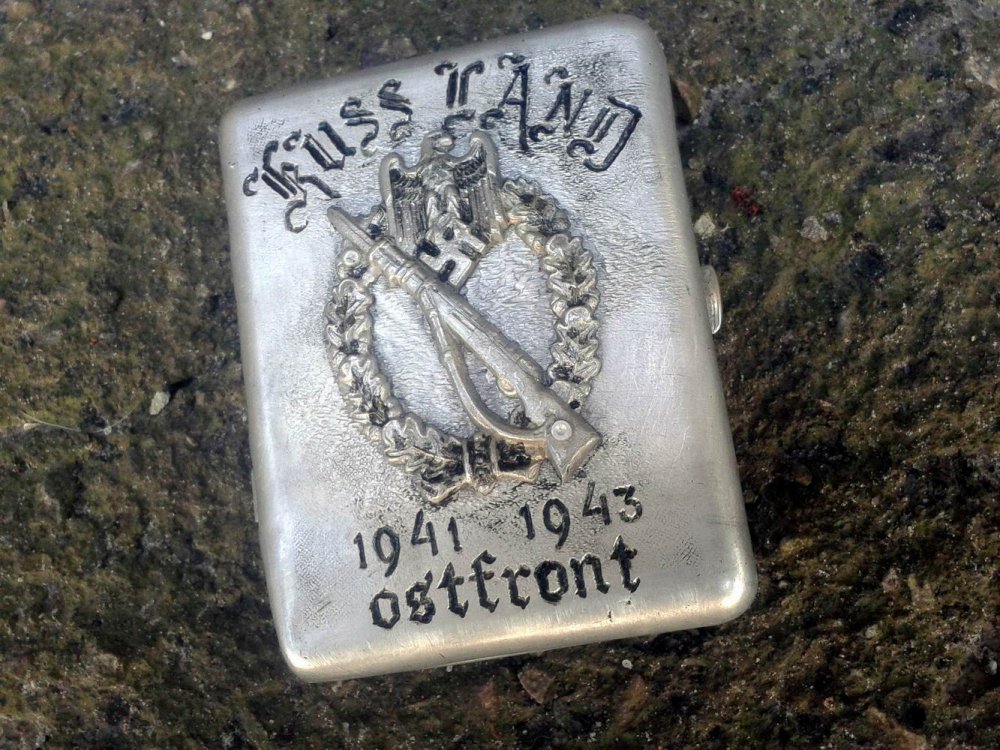 RUSSLAND
1941 1943
ostfront